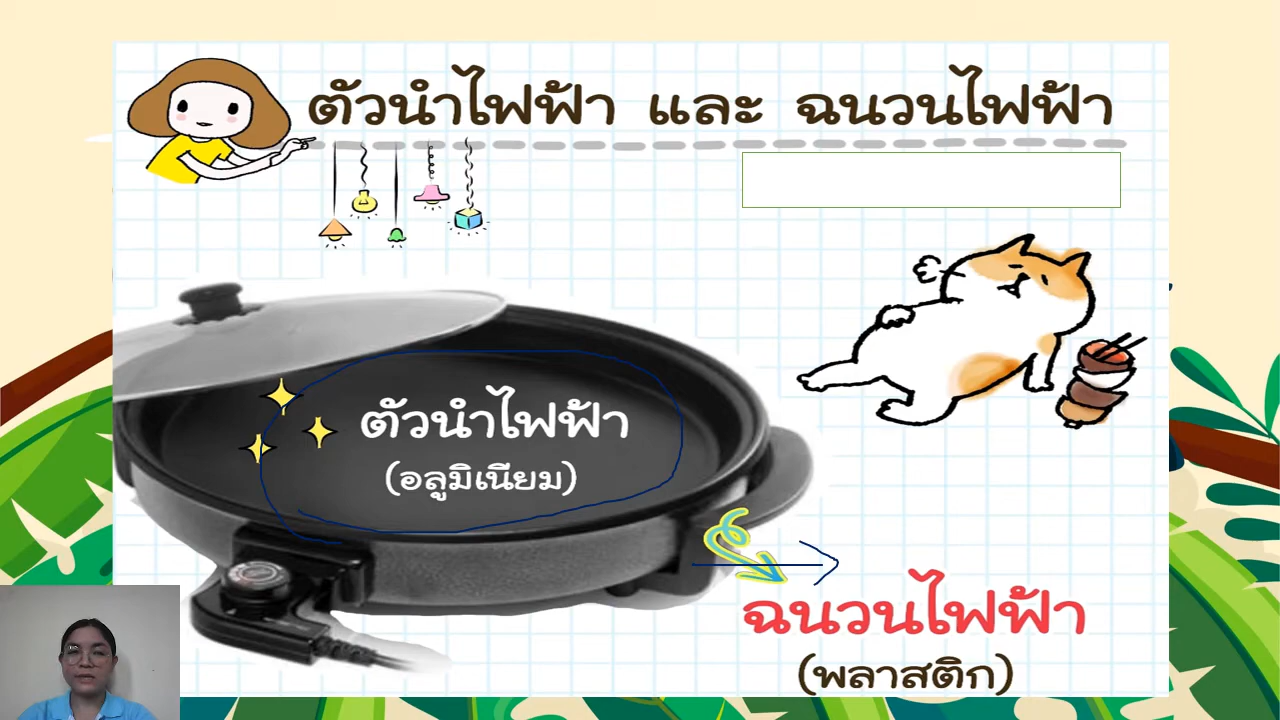 ตัวนำไฟฟ้า และ ฉนวนไฟฟ้า
ตัวนำไฟฟ้า
(อลูมิเนียม)
ฉนวนไฟฟ้า
(พลาสติก)